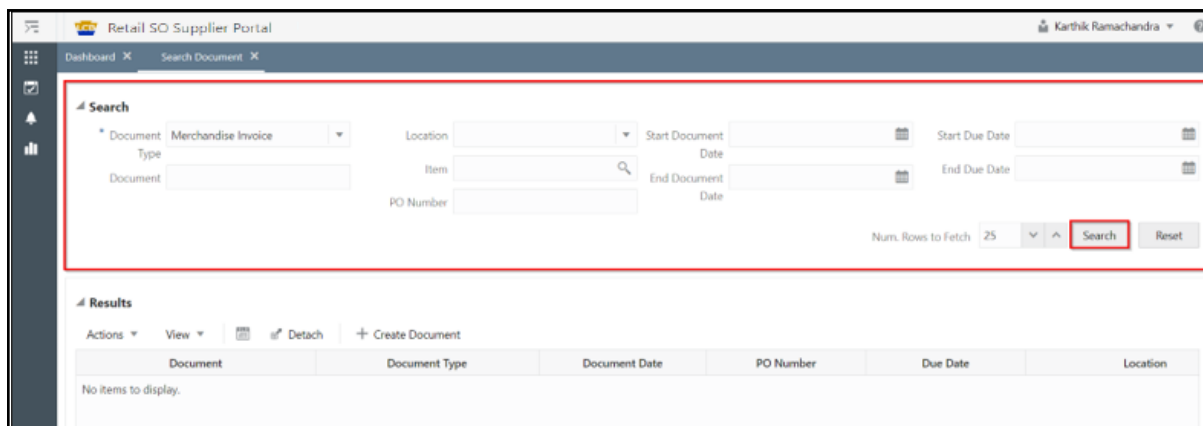 Retail SO Supplier Portal
Karthik Ramachandra
Dashboard
Search Document
Search
* Document Type
Merchandise Invoice
Location
Start Document Date
Start Due Date
Document
Item
End Document Date
End Due Date
PO Number
Num. Rows to Fetch 25
Search
Reset
Results
Actions
View
Detach
Create Document
Document
Document Type
Document Date
PO Number
Due Date
Location
No items to display.